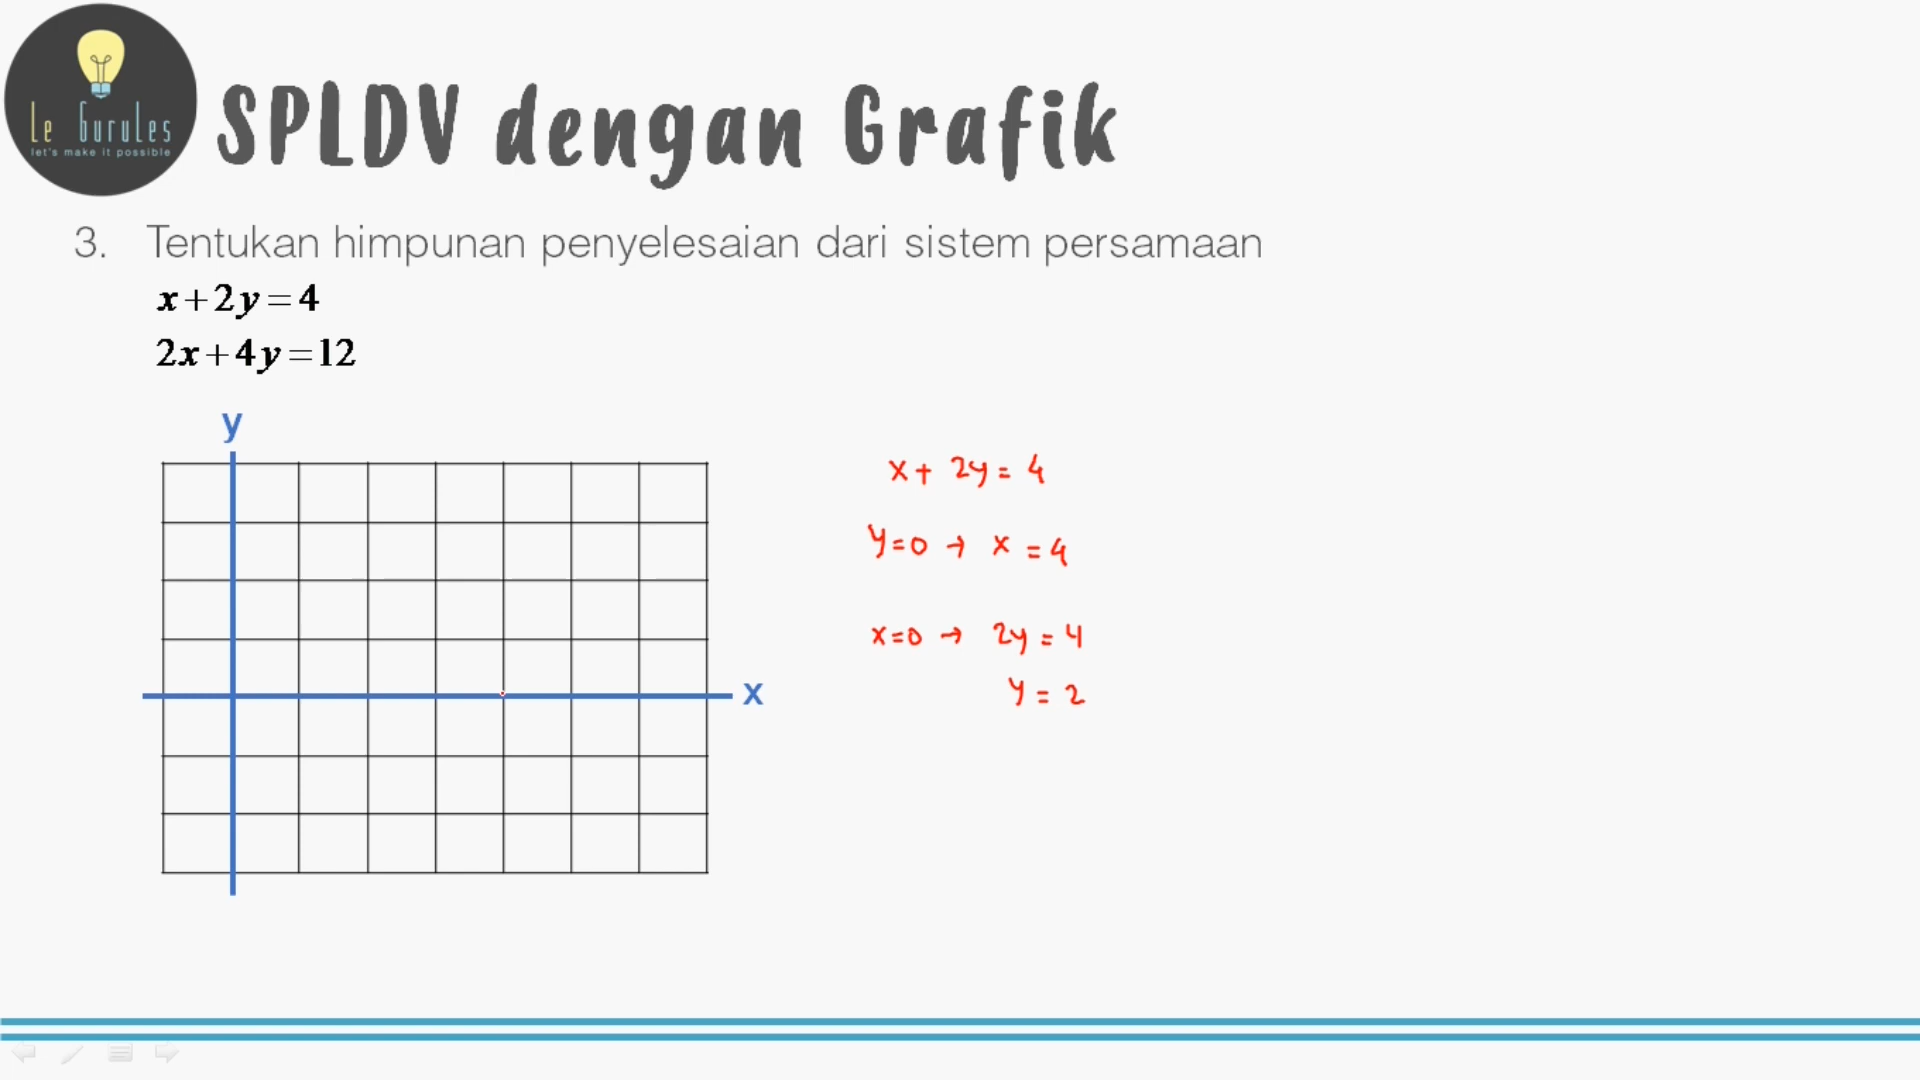 Le GuruLes
let's make it possible
SPLDV dengan Grafik
3. Tentukan himpunan penyelesaian dari sistem persamaan
x+2y=4
2x+4y=12
y
x
x + 2y = 4
y=0 → x = 4
x=0 → 2y = 4
y = 2